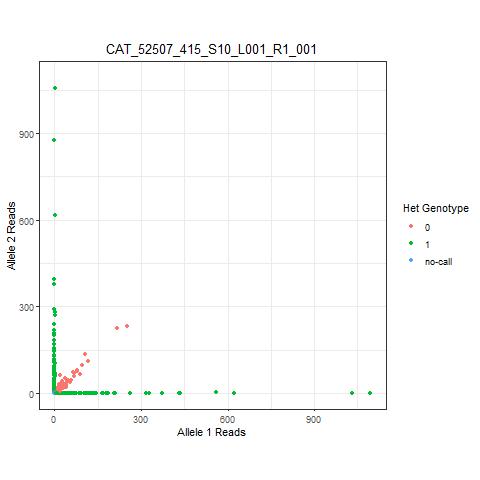 CAT_52507_415_S10_L001_R1_001
Allele 2 Reads
900
600
300
0
0 300 600 900
Allele 1 Reads
Het Genotype
0
1
no-call